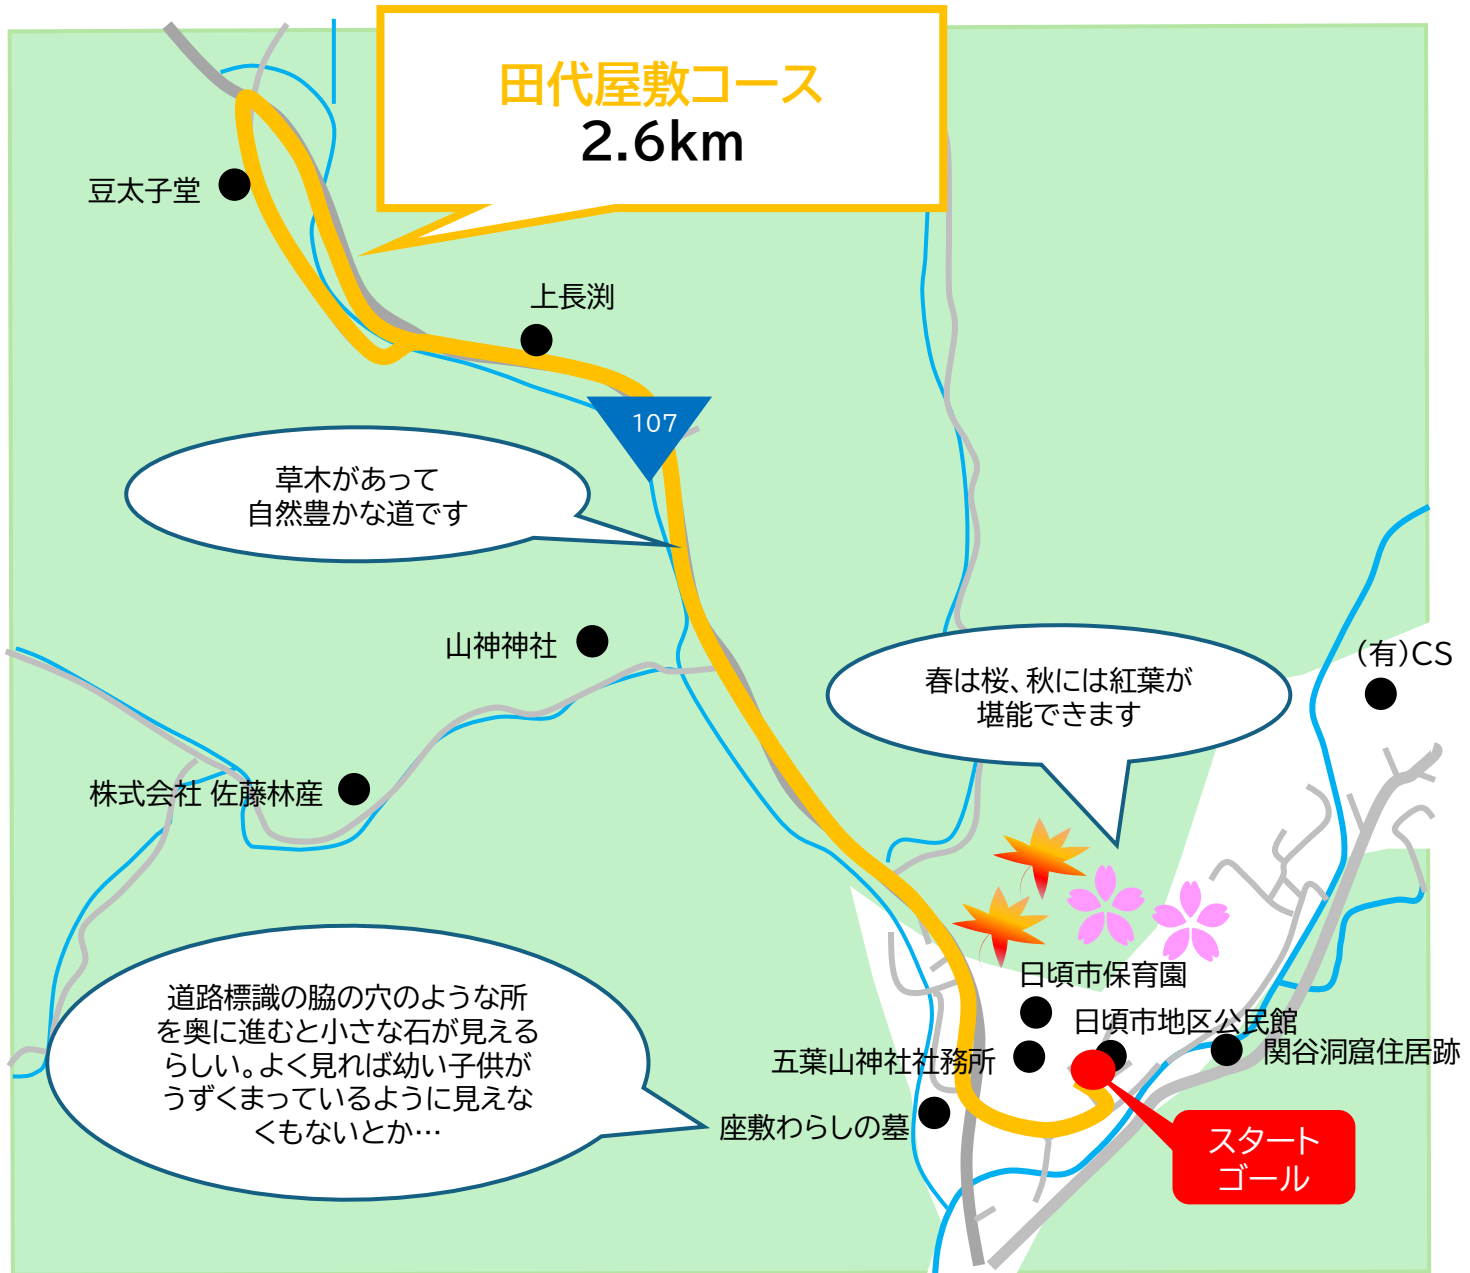 田代屋敷コース
2.6km
豆太子堂
上長渕
107
草木があって
自然豊かな道です
山神神社
(有)CS
春は桜、秋には紅葉が
堪能できます
株式会社 佐藤林産
日頃市保育園
道路標識の脇の穴のような所
を奥に進むと小さな石が見える
らしい。よく見れば幼い子供が
うずくまっているように見えな
くもないとか…
日頃市地区公民館
関谷洞窟住居跡
五葉山神社社務所
座敷わらしの墓
スタート
ゴール